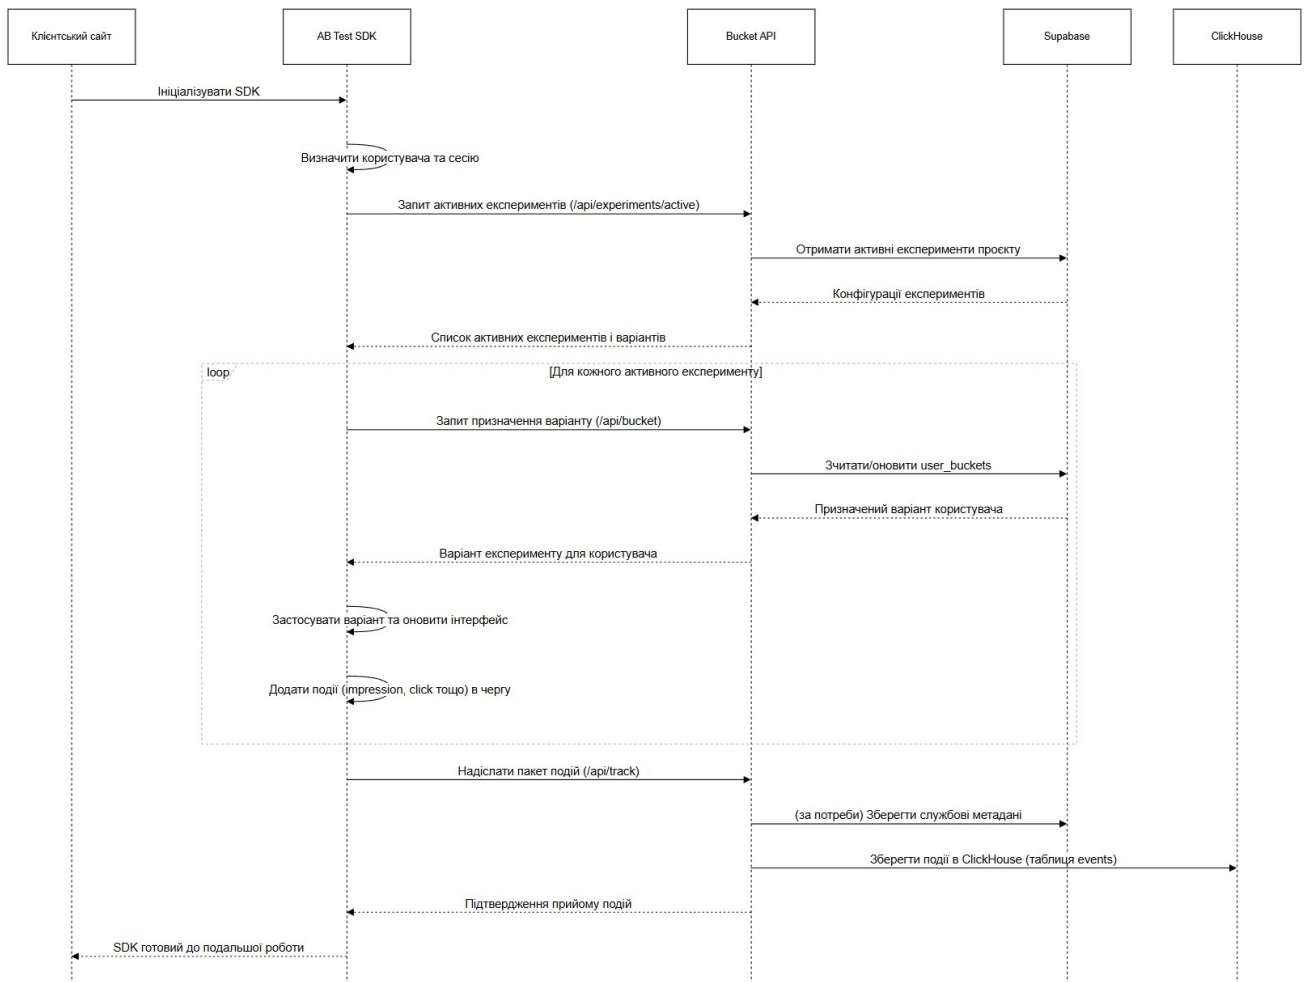 Клієнтський сайт
AB Test SDK
Bucket API
Supabase
ClickHouse
Ініціалізувати SDK
Визначити користувача та сесію
Запит активних експериментів (/api/experiments/active)
Отримати активні експерименти проєкту
Конфігурації експериментів
Список активних експериментів і варіантів
loop
[Для кожного активного експерименту]
Запит призначення варіанту (/api/bucket)
Зчитати/оновити user_buckets
Призначений варіант користувача
Варіант експерименту для користувача
Застосувати варіант та оновити інтерфейс
Додати події (impression, click тощо) в чергу
Надіслати пакет подій (/api/track)
(за потреби) Зберегти службові метадані
Зберегти події в ClickHouse (таблиця events)
Підтвердження прийому подій
SDK готовий до подальшої роботи